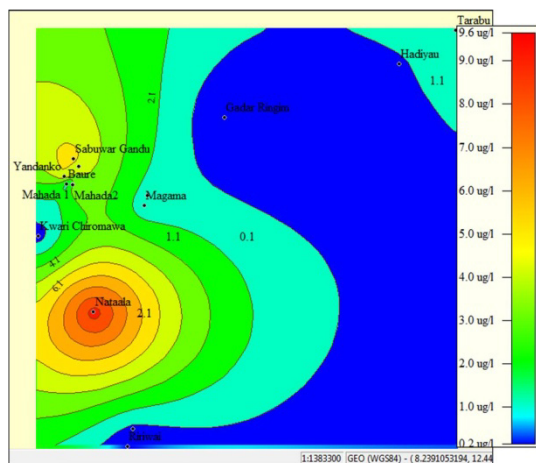 Tarabu
9.6 ug/l
Hadiyau
9.0 ug/l
1.1
8.0 ug/l
2.1
Gadar Ringim
7.0 ug/l
Sabuwar Gandu
Yandanko
Baure
6.0 ug/l
Mahada 1
Mahada2
Magama
Kwari Chiromawa
1.1
0.1
5.0 ug/l
4.1
4.0 ug/l
6.1
Nataala
2.1
3.0 ug/l
2.0 ug/l
1.0 ug/l
0.2 ug/l
1:1383300
GEO (WGS84) - ( 8.2391053194, 12.44